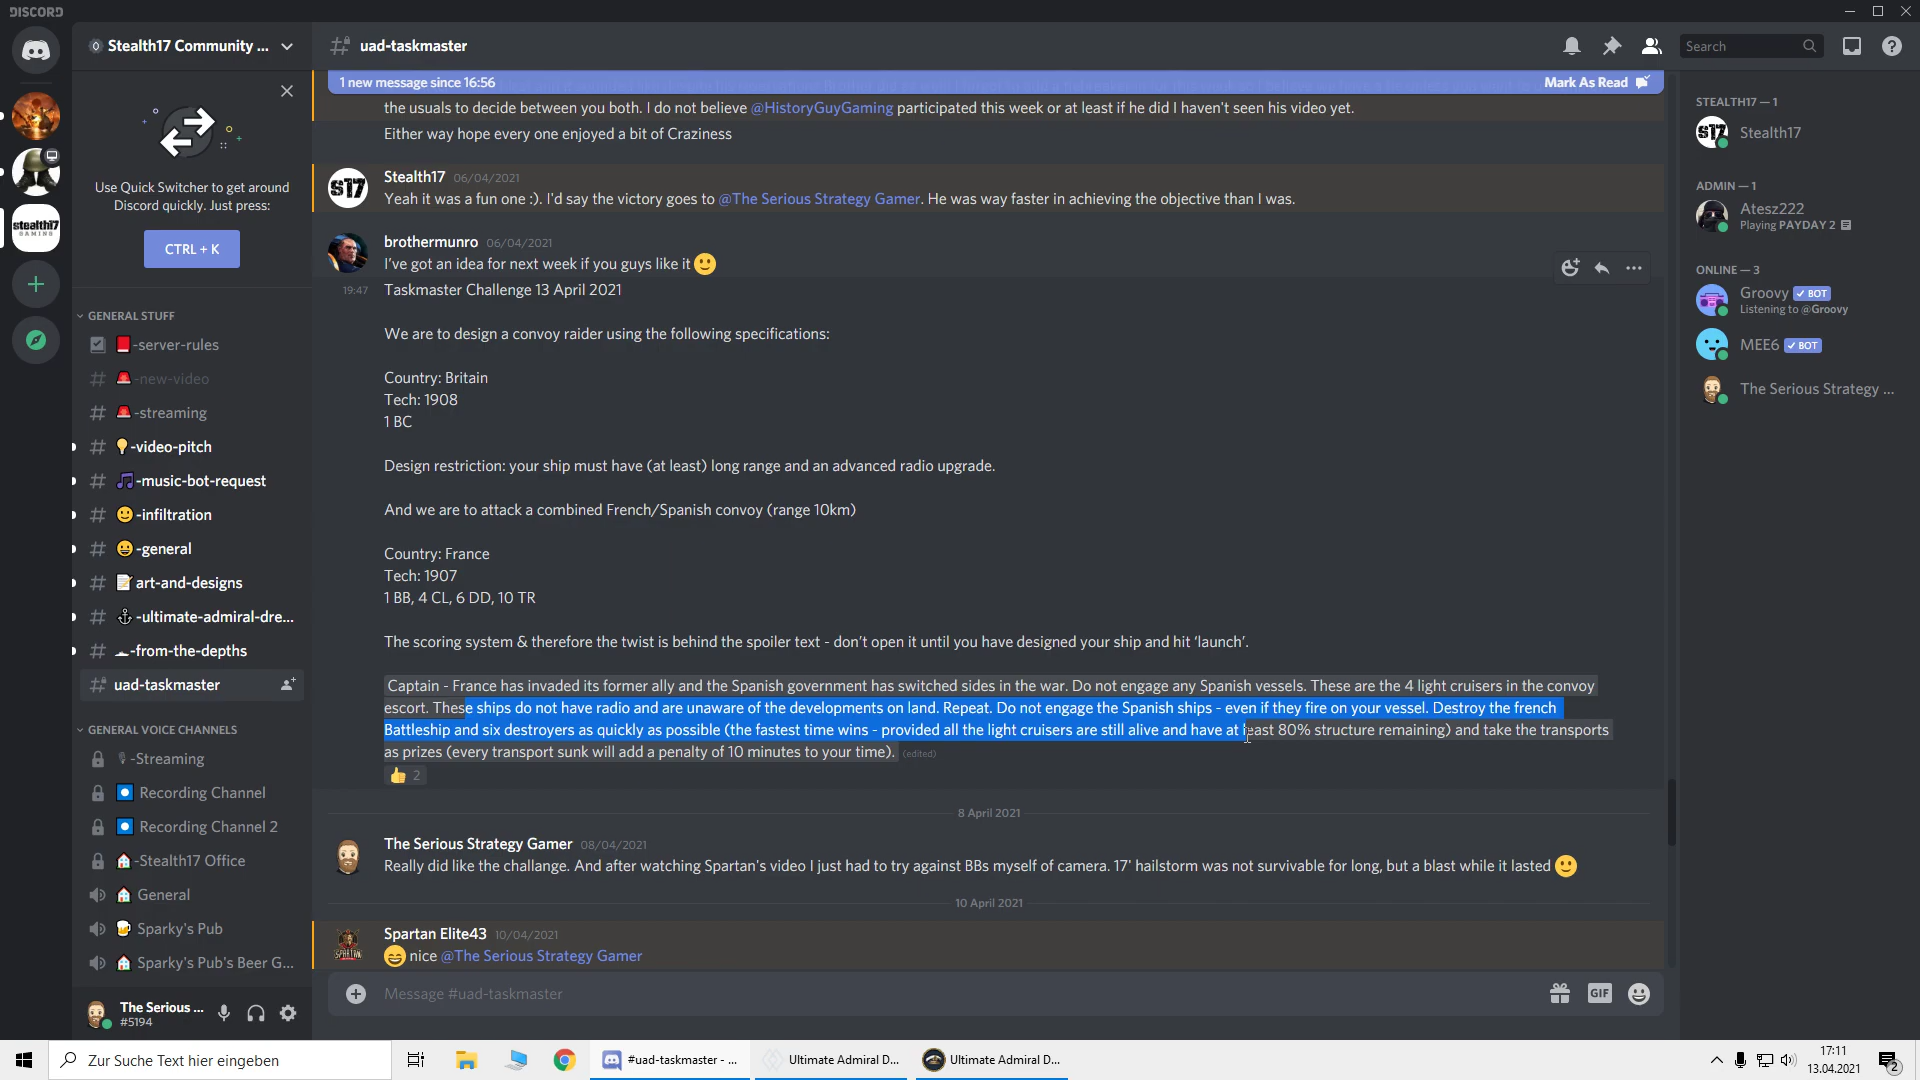 DISCORD
Stealth17 Community ...
uad-taskmaster
Search
1 new message since 16:56
Mark As Read
the usuals to decide between you both. I do not believe @HistoryGuyGaming participated this week or at least if he did I haven't seen his video yet.
Either way hope every one enjoyed a bit of Craziness
Use Quick Switcher to get around
Discord quickly. Just press:
CTRL + K
Stealth17 06/04/2021
Yeah it was a fun one :). I'd say the victory goes to @The Serious Strategy Gamer. He was way faster in achieving the objective than I was.
brothermunro 06/04/2021
I've got an idea for next week if you guys like it
19:47 Taskmaster Challenge 13 April 2021
We are to design a convoy raider using the following specifications:
Country: Britain
Tech: 1908
1 BC
Design restriction: your ship must have (at least) long range and an advanced radio upgrade.
And we are to attack a combined French/Spanish convoy (range 10km)
Country: France
Tech: 1907
1 BB, 4 CL, 6 DD, 10 TR
The scoring system & therefore the twist is behind the spoiler text - don't open it until you have designed your ship and hit ‘launch’.
Captain - France has invaded its former ally and the Spanish government has switched sides in the war. Do not engage any Spanish vessels. These are the 4 light cruisers in the convoy
escort. These ships do not have radio and are unaware of the developments on land. Repeat. Do not engage the Spanish ships - even if they fire on your vessel. Destroy the french
Battleship and six destroyers as quickly as possible (the fastest time wins - provided all the light cruisers are still alive and have at least 80% structure remaining) and take the transports
as prizes (every transport sunk will add a penalty of 10 minutes to your time). (edited)
2
8 April 2021
The Serious Strategy Gamer 08/04/2021
Really did like the challange. And after watching Spartan's video I just had to try against BBs myself of camera. 17' hailstorm was not survivable for long, but a blast while it lasted
10 April 2021
Spartan Elite43 10/04/2021
nice @The Serious Strategy Gamer
Message #uad-taskmaster
GIF
GENERAL STUFF
-server-rules
-new-video
-streaming
-video-pitch
-music-bot-request
-infiltration
-general
art-and-designs
-ultimate-admiral-dre...
-from-the-depths
uad-taskmaster
GENERAL VOICE CHANNELS
-Streaming
Recording Channel
Recording Channel 2
-Stealth17 Office
General
Sparky's Pub
Sparky's Pub's Beer G...
The Serious ...
#5194
STEALTH17 — 1
Stealth17
ADMIN — 1
Atesz222
Playing PAYDAY 2
ONLINE — 3
Groovy BOT
Listening to @Groovy
MEE6 BOT
The Serious Strategy ...
stealth17
GAMING
S17
S17
SPARTAN
Zur Suche Text hier eingeben
#uad-taskmaster - ...
Ultimate Admiral D...
Ultimate Admiral D...
17:11
13.04.2021
2